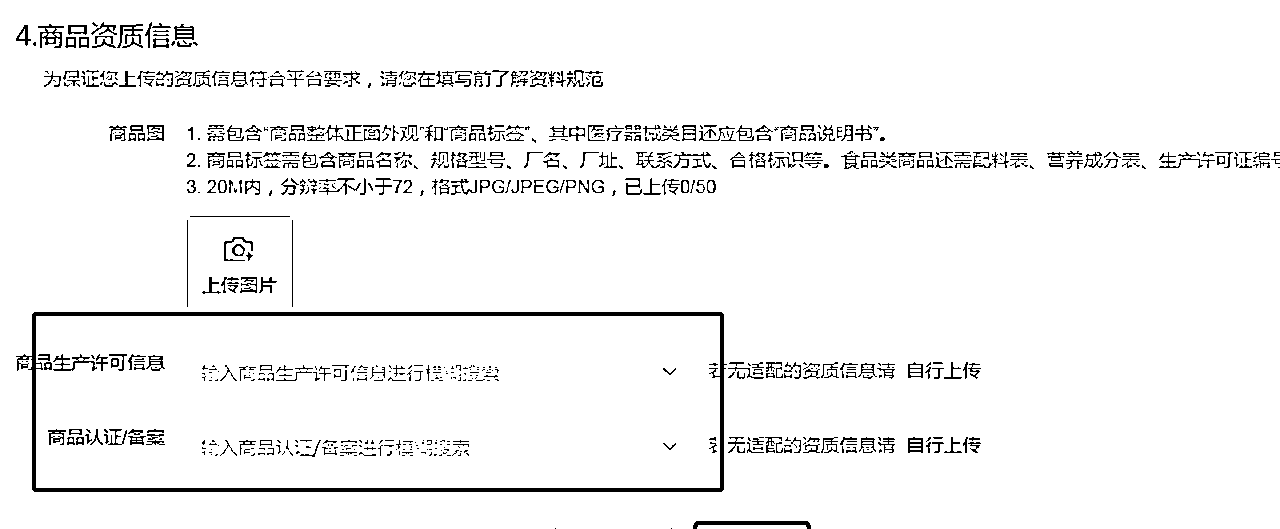 4.商品资质信息
为保证您上传的资质信息符合平台要求，请您在填写前了解资料规范
商品图 1. 需包含“商品整体正面外观”和“商品标签”、其中医疗器械类目还应包含“商品说明书”。
2. 商品标签需包含商品名称、规格型号、厂名、厂址、联系方式、合格标识等。食品类商品还需配料表、营养成分表、生产许可证编号
3. 20M内，分辨率不小于72，格式JPG/JPEG/PNG，已上传0/50
上传图片
商品生产许可信息 输入商品生产许可信息进行模糊搜索 若无适配的资质信息请 自行上传
商品认证/备案 输入商品认证/备案进行模糊搜索 若无适配的资质信息请 自行上传